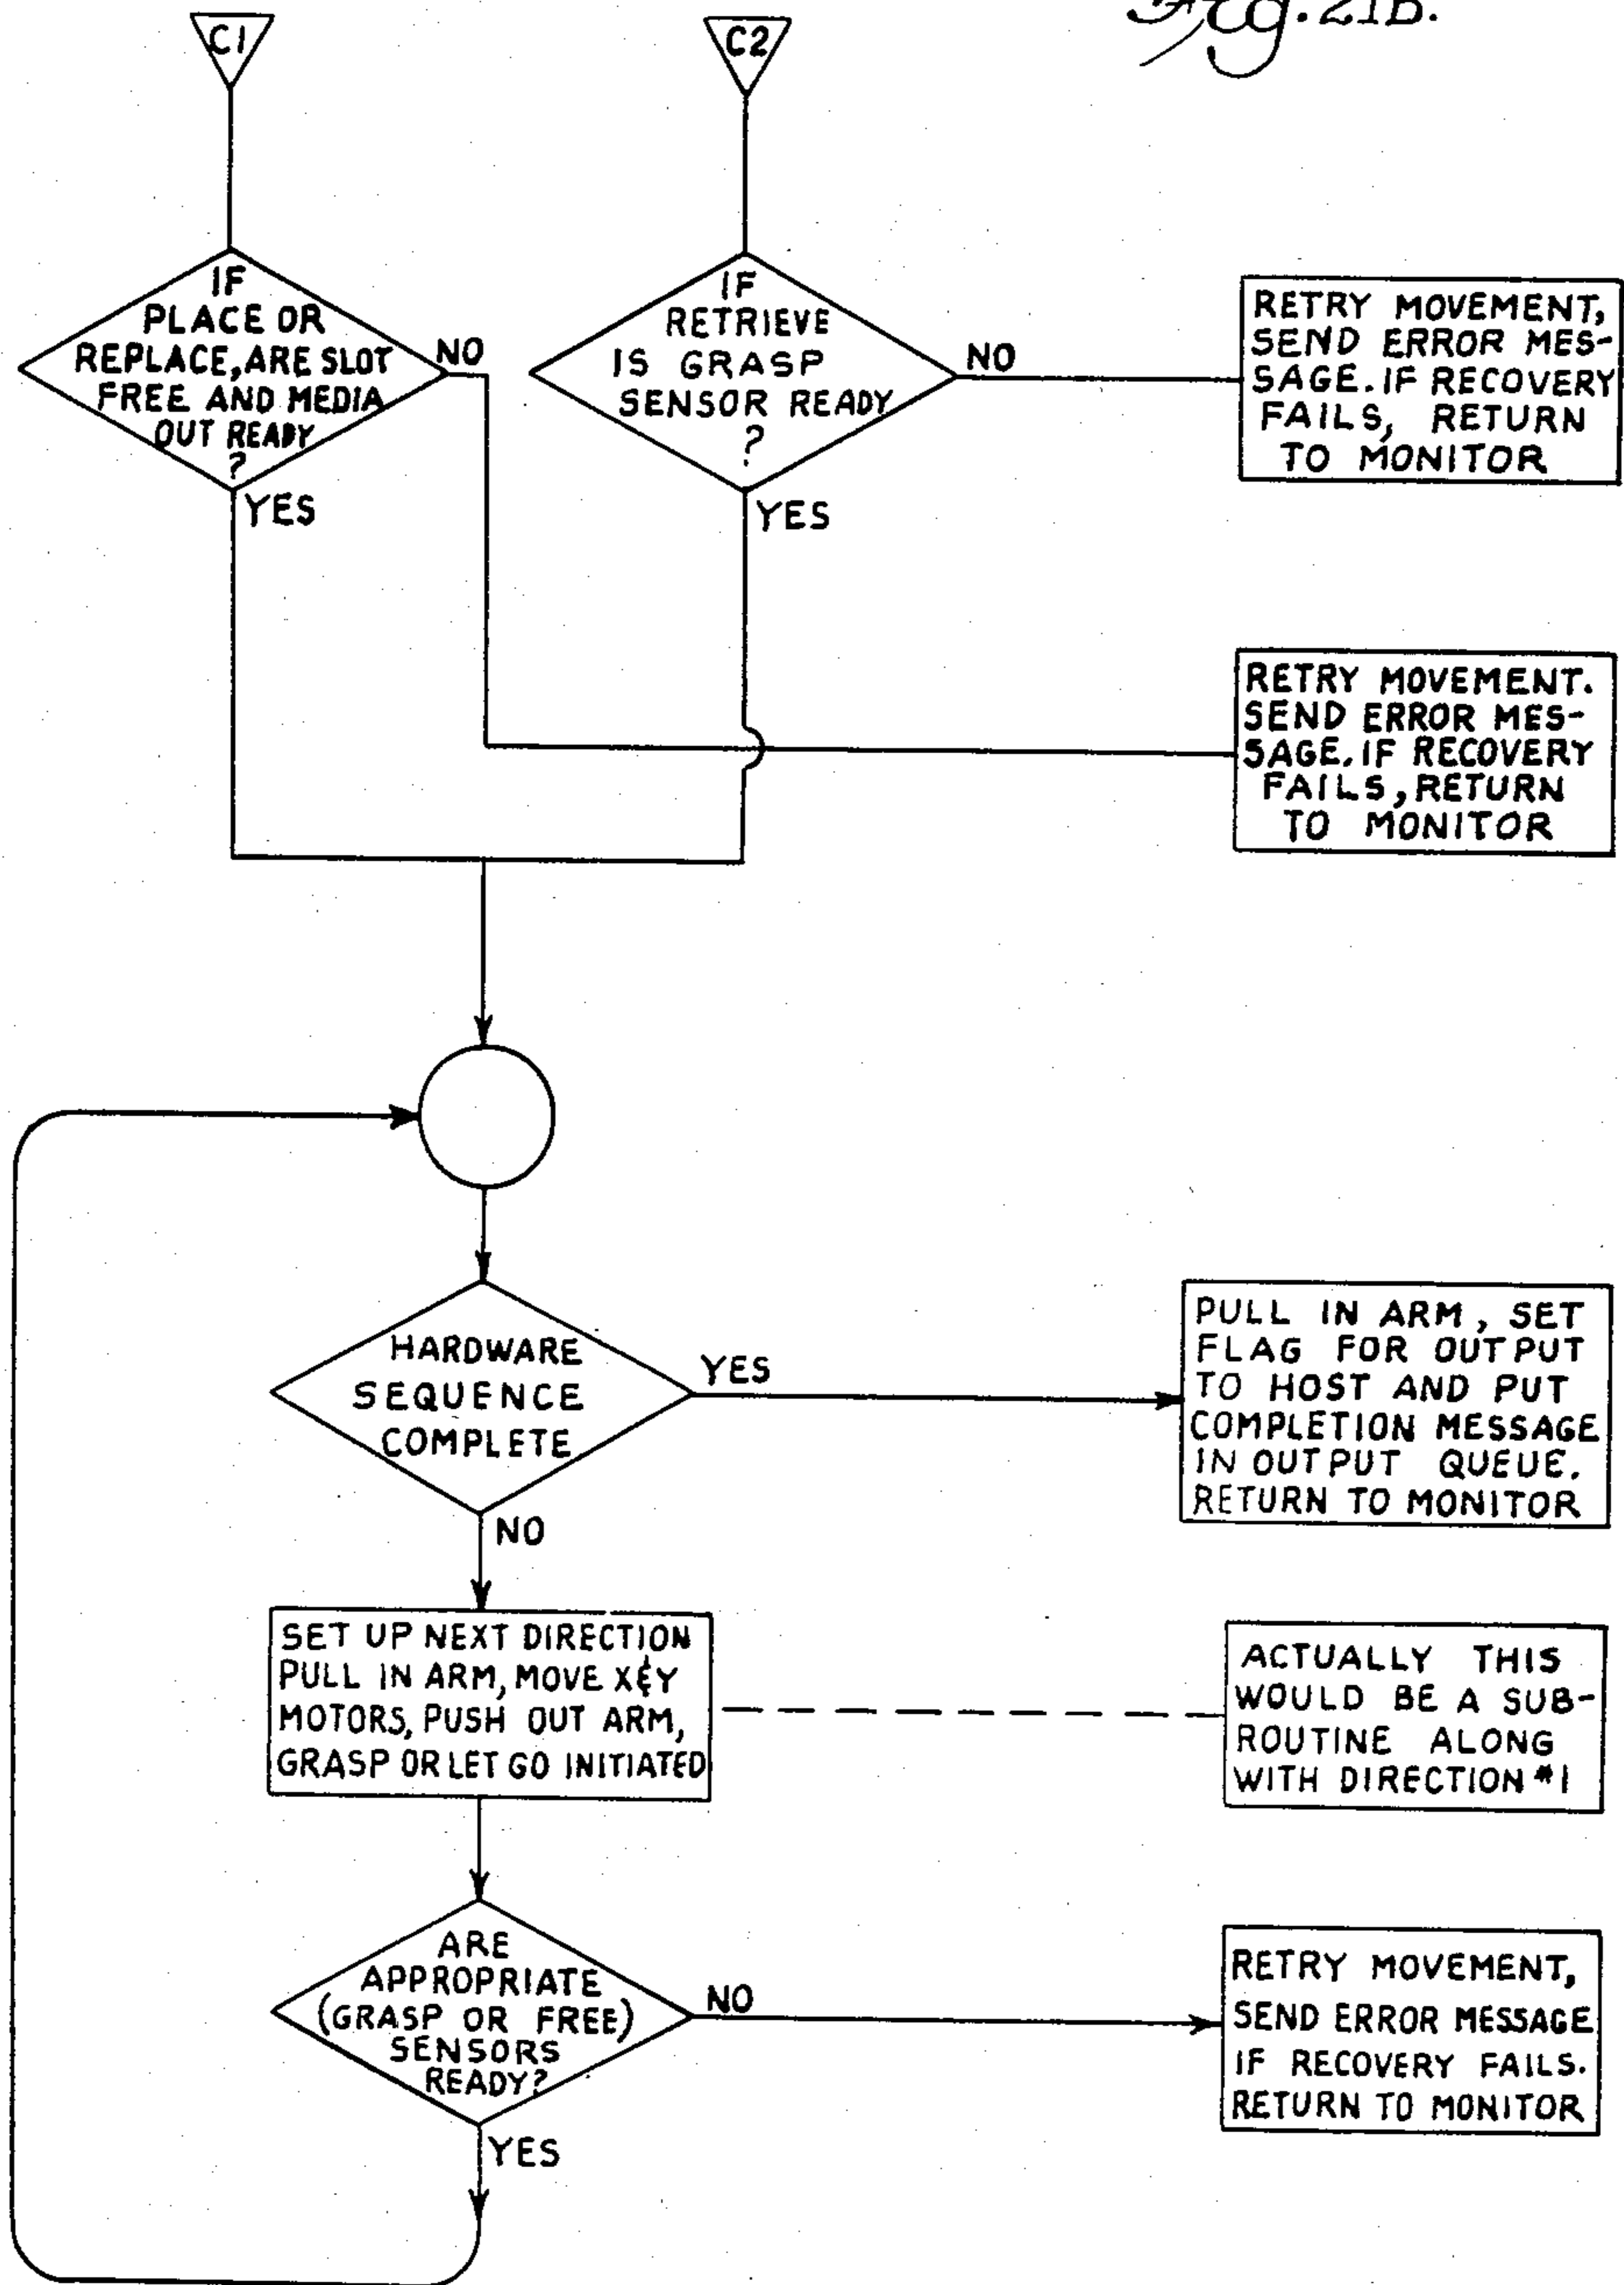 Fig. 21B.
C1
C2
IF
PLACE OR
REPLACE, ARE SLOT
FREE AND MEDIA
OUT READY
?
NO
YES
IF
RETRIEVE
IS GRASP
SENSOR READY
?
NO
YES
RETRY MOVEMENT,
SEND ERROR MES-
SAGE. IF RECOVERY
FAILS, RETURN
TO MONITOR
RETRY MOVEMENT.
SEND ERROR MES-
SAGE. IF RECOVERY
FAILS, RETURN
TO MONITOR
HARDWARE
SEQUENCE
COMPLETE
YES
NO
PULL IN ARM, SET
FLAG FOR OUTPUT
TO HOST AND PUT
COMPLETION MESSAGE
IN OUTPUT QUEUE.
RETURN TO MONITOR
SET UP NEXT DIRECTION
PULL IN ARM, MOVE X&Y
MOTORS, PUSH OUT ARM,
GRASP OR LET GO INITIATED
ACTUALLY THIS
WOULD BE A SUB-
ROUTINE ALONG
WITH DIRECTION #1
ARE
APPROPRIATE
(GRASP OR FREE)
SENSORS
READY?
NO
YES
RETRY MOVEMENT,
SEND ERROR MESSAGE
IF RECOVERY FAILS.
RETURN TO MONITOR